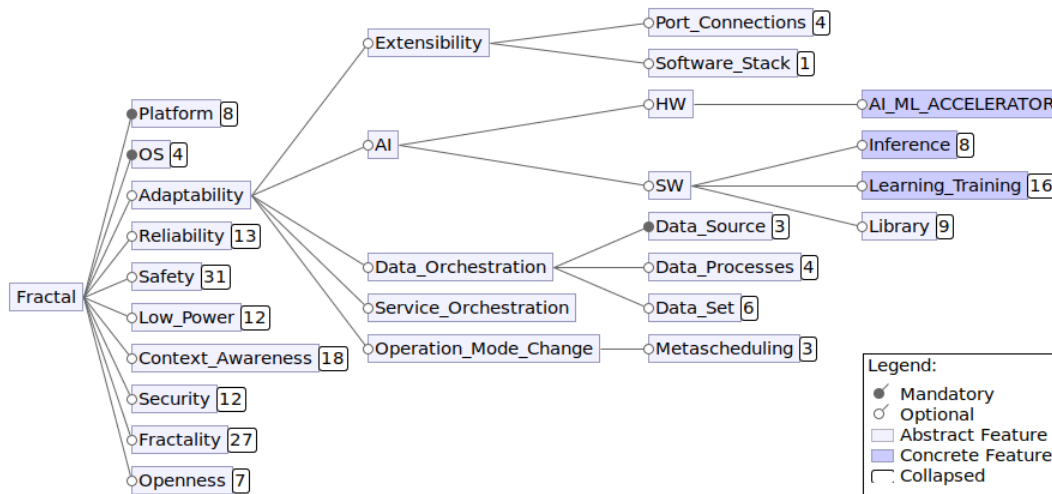 Port_Connections 4
Extensibility
Software_Stack 1
HW
AI_ML_ACCELERATOR
Platform 8
Inference 8
AI
OS 4
SW
Learning_Training 16
Adaptability
Data_Source 3
Library 9
Reliability 13
Data_Orchestration
Data_Processes 4
Safety 31
Fractal
Service_Orchestration
Data_Set 6
Low_Power 12
Operation_Mode_Change
Metascheduling 3
Context_Awareness 18
Security 12
Fractality 27
Openness 7
Legend:
Mandatory
Optional
Abstract Feature
Concrete Feature
Collapsed